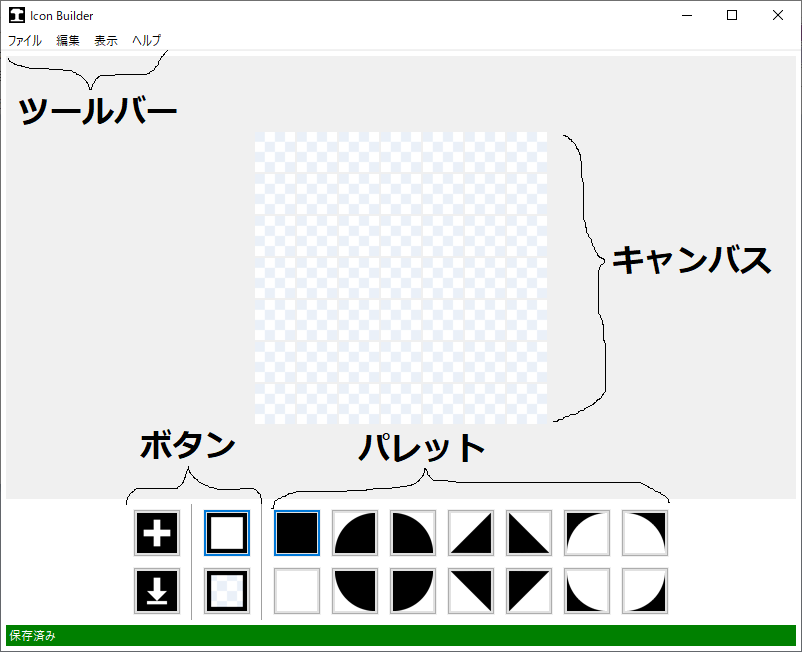 Icon Builder
ファイル 編集 表示 ヘルプ
ツールバー
キャンバス
ボタン
パレット
保存済み